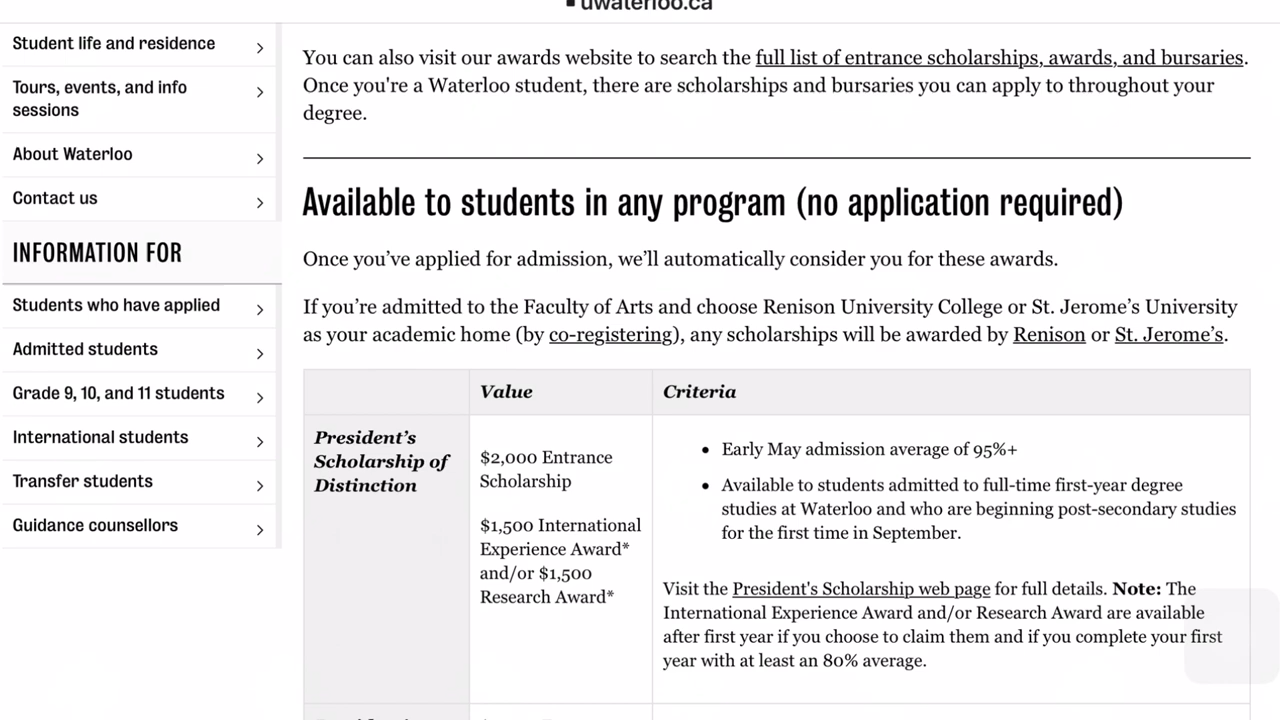 uwaterloo.ca
Student life and residence
Tours, events, and info
sessions
About Waterloo
Contact us
INFORMATION FOR
Students who have applied
Admitted students
Grade 9, 10, and 11 students
International students
Transfer students
Guidance counsellors
You can also visit our awards website to search the full list of entrance scholarships, awards, and bursaries.
Once you're a Waterloo student, there are scholarships and bursaries you can apply to throughout your
degree.
Available to students in any program (no application required)
Once you’ve applied for admission, we’ll automatically consider you for these awards.
If you’re admitted to the Faculty of Arts and choose Renison University College or St. Jerome’s University
as your academic home (by co-registering), any scholarships will be awarded by Renison or St. Jerome’s.
Value
Criteria
President’s
Scholarship of
Distinction
$2,000 Entrance
Scholarship
$1,500 International
Experience Award*
and/or $1,500
Research Award*
• Early May admission average of 95%+
• Available to students admitted to full-time first-year degree
studies at Waterloo and who are beginning post-secondary studies
for the first time in September.
Visit the President's Scholarship web page for full details. Note: The
International Experience Award and/or Research Award are available
after first year if you choose to claim them and if you complete your first
year with at least an 80% average.